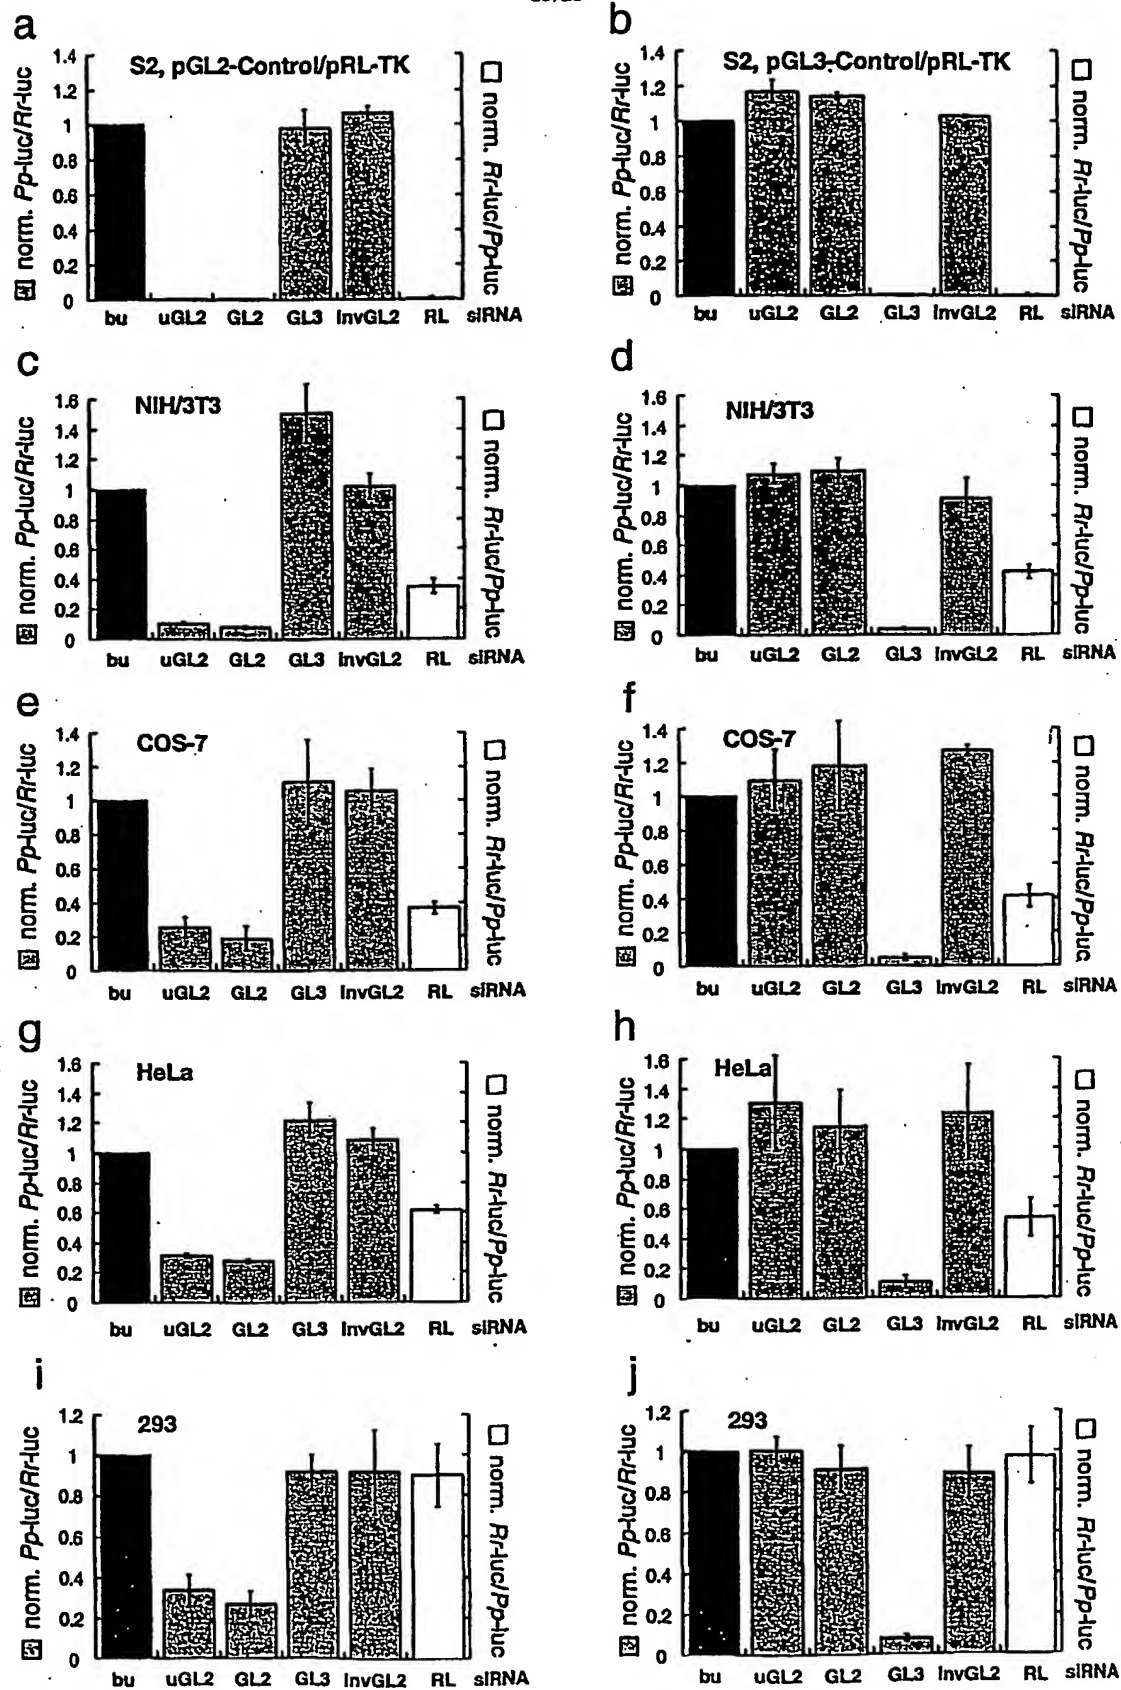 a
S2, pGL2-Control/pRL-TK
norm. Pp-luc/Rr-luc
1.4
1.2
1
0.8
0.6
0.4
0.2
0
bu uGL2 GL2 GL3 invGL2 RL siRNA
norm. Rr-luc/Pp-luc
b
S2, pGL3-Control/pRL-TK
norm. Pp-luc/Rr-luc
1.4
1.2
1
0.8
0.6
0.4
0.2
0
bu uGL2 GL2 GL3 invGL2 RL siRNA
norm. Rr-luc/Pp-luc
c
NIH/3T3
norm. Pp-luc/Rr-luc
1.6
1.4
1.2
1
0.8
0.6
0.4
0.2
0
bu uGL2 GL2 GL3 invGL2 RL siRNA
norm. Rr-luc/Pp-luc
d
NIH/3T3
norm. Pp-luc/Rr-luc
1.6
1.4
1.2
1
0.8
0.6
0.4
0.2
0
bu uGL2 GL2 GL3 invGL2 RL siRNA
norm. Rr-luc/Pp-luc
e
COS-7
norm. Pp-luc/Rr-luc
1.4
1.2
1
0.8
0.6
0.4
0.2
0
bu uGL2 GL2 GL3 invGL2 RL siRNA
norm. Rr-luc/Pp-luc
f
COS-7
norm. Pp-luc/Rr-luc
1.4
1.2
1
0.8
0.6
0.4
0.2
0
bu uGL2 GL2 GL3 invGL2 RL siRNA
norm. Rr-luc/Pp-luc
g
HeLa
norm. Pp-luc/Rr-luc
1.6
1.4
1.2
1
0.8
0.6
0.4
0.2
0
bu uGL2 GL2 GL3 invGL2 RL siRNA
norm. Rr-luc/Pp-luc
h
HeLa
norm. Pp-luc/Rr-luc
1.6
1.4
1.2
1
0.8
0.6
0.4
0.2
0
bu uGL2 GL2 GL3 invGL2 RL siRNA
norm. Rr-luc/Pp-luc
i
293
norm. Pp-luc/Rr-luc
1.2
1
0.8
0.6
0.4
0.2
0
bu uGL2 GL2 GL3 invGL2 RL siRNA
norm. Rr-luc/Pp-luc
j
293
norm. Pp-luc/Rr-luc
1.2
1
0.8
0.6
0.4
0.2
0
bu uGL2 GL2 GL3 invGL2 RL siRNA
norm. Rr-luc/Pp-luc